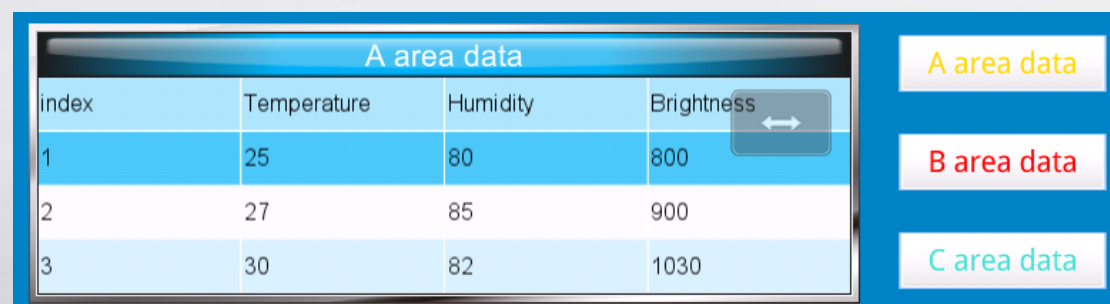 A area data
index Temperature Humidity Brightness
1 25 80 800
2 27 85 900
3 30 82 1030
A area data
B area data
C area data